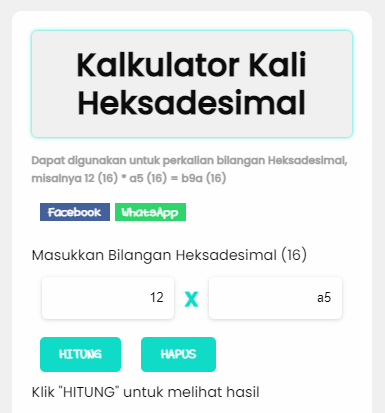 Kalkulator Kali
Heksadesimal
Dapat digunakan untuk perkalian bilangan Heksadesimal,
misalnya 12 (16) * a5 (16) = b9a (16)
Facebook WhatsApp
Masukkan Bilangan Heksadesimal (16)
12 X a5
HITUNG HAPUS
Klik "HITUNG" untuk melihat hasil